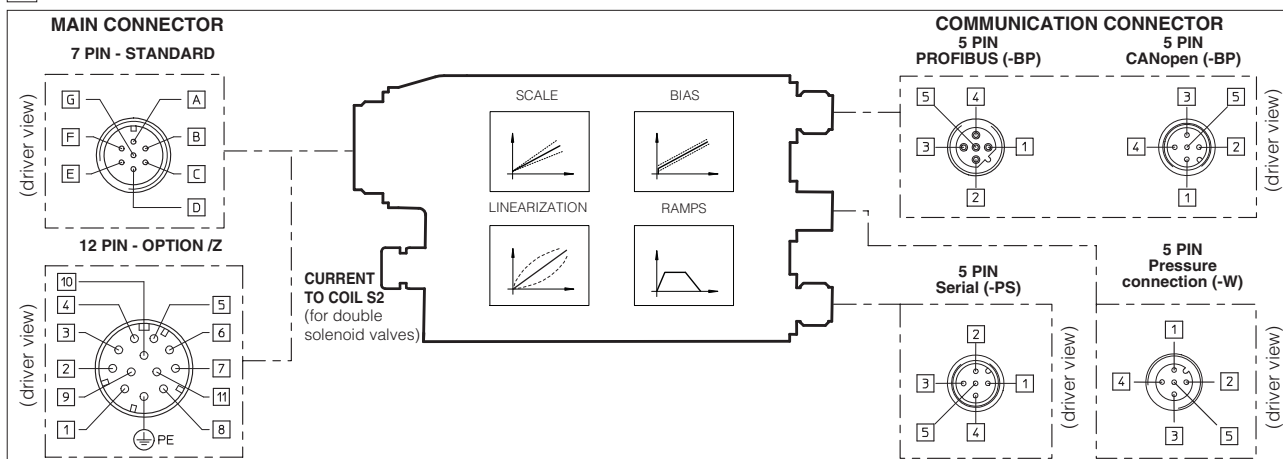 MAIN CONNECTOR
7 PIN - STANDARD
(driver view)
G
A
F
B
E
C
D
12 PIN - OPTION /Z
(driver view)
10
4
5
3
6
2
7
9
11
1
8
PE
CURRENT
TO COIL S2
(for double
solenoid valves)
SCALE
BIAS
LINEARIZATION
RAMPS
COMMUNICATION CONNECTOR
5 PIN
PROFIBUS (-BP)
5
4
3
1
2
5 PIN
CANopen (-BP)
3
5
4
2
1
(driver view)
5 PIN
Serial (-PS)
2
3
1
5
4
(driver view)
5 PIN
Pressure
connection (-W)
1
4
2
3
5
(driver view)